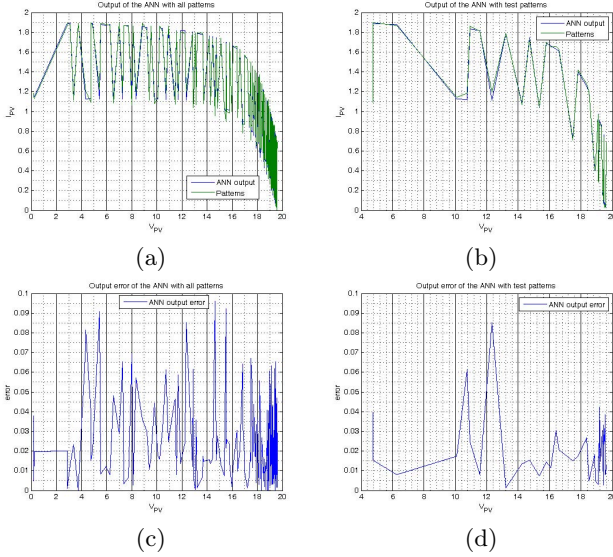 Output of the ANN with all patterns
2
1.8
1.6
1.4
1.2
1
0.8
0.6
0.4
0.2
0
I_PV
0 2 4 6 8 10 12 14 16 18 20
V_PV
ANN output
Patterns
(a)
Output of the ANN with test patterns
2
1.8
1.6
1.4
1.2
1
0.8
0.6
0.4
0.2
0
I_PV
4 6 8 10 12 14 16 18 20
V_PV
ANN output
Patterns
(b)
Output error of the ANN with all patterns
0.1
0.09
0.08
0.07
0.06
0.05
0.04
0.03
0.02
0.01
0
error
0 2 4 6 8 10 12 14 16 18 20
V_PV
ANN output error
(c)
Output error of the ANN with test patterns
0.1
0.09
0.08
0.07
0.06
0.05
0.04
0.03
0.02
0.01
0
error
4 6 8 10 12 14 16 18 20
V_PV
ANN output error
(d)